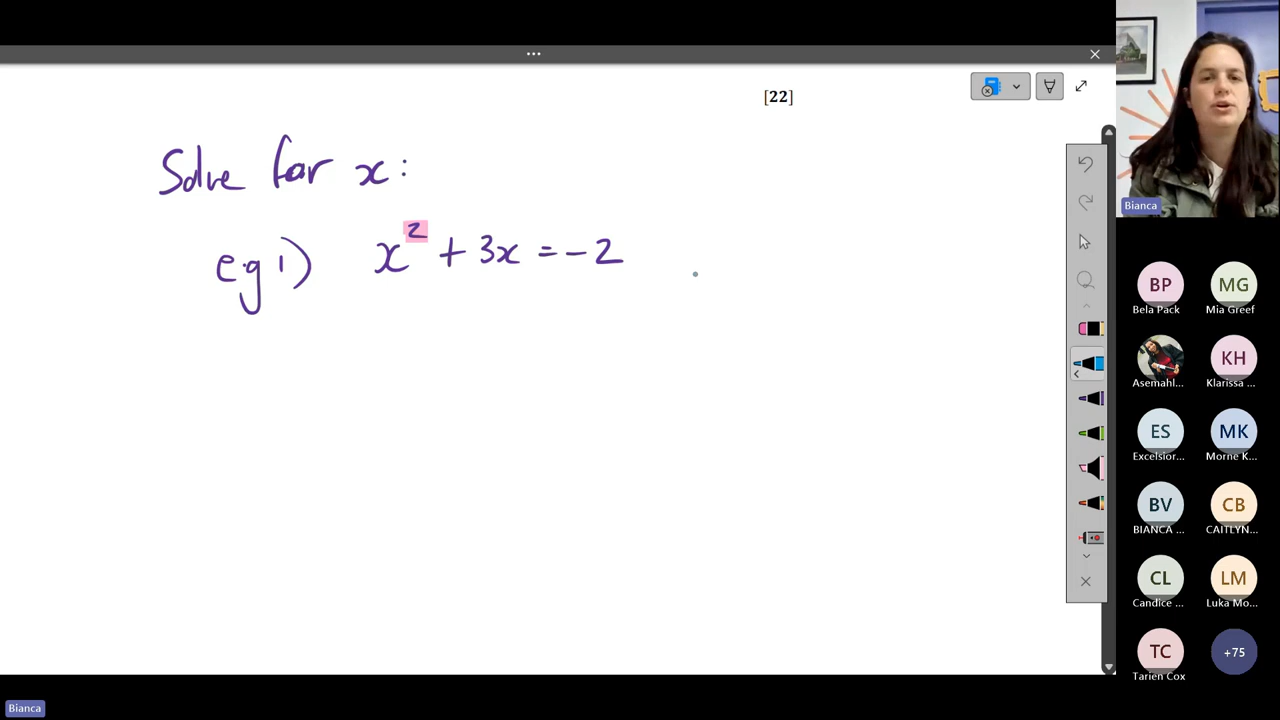 [22]
Solve for x:
e.g 1) x² + 3x = -2
Bianca
BP
Bela Pack
MG
Mia Greef
Asemahl...
KH
Klarissa ...
ES
Excelsior...
MK
Morne K...
BV
BIANCA ...
CB
CAITLYN...
CL
Candice ...
LM
Luka Mo...
TC
Tarien Cox
+75
Bianca